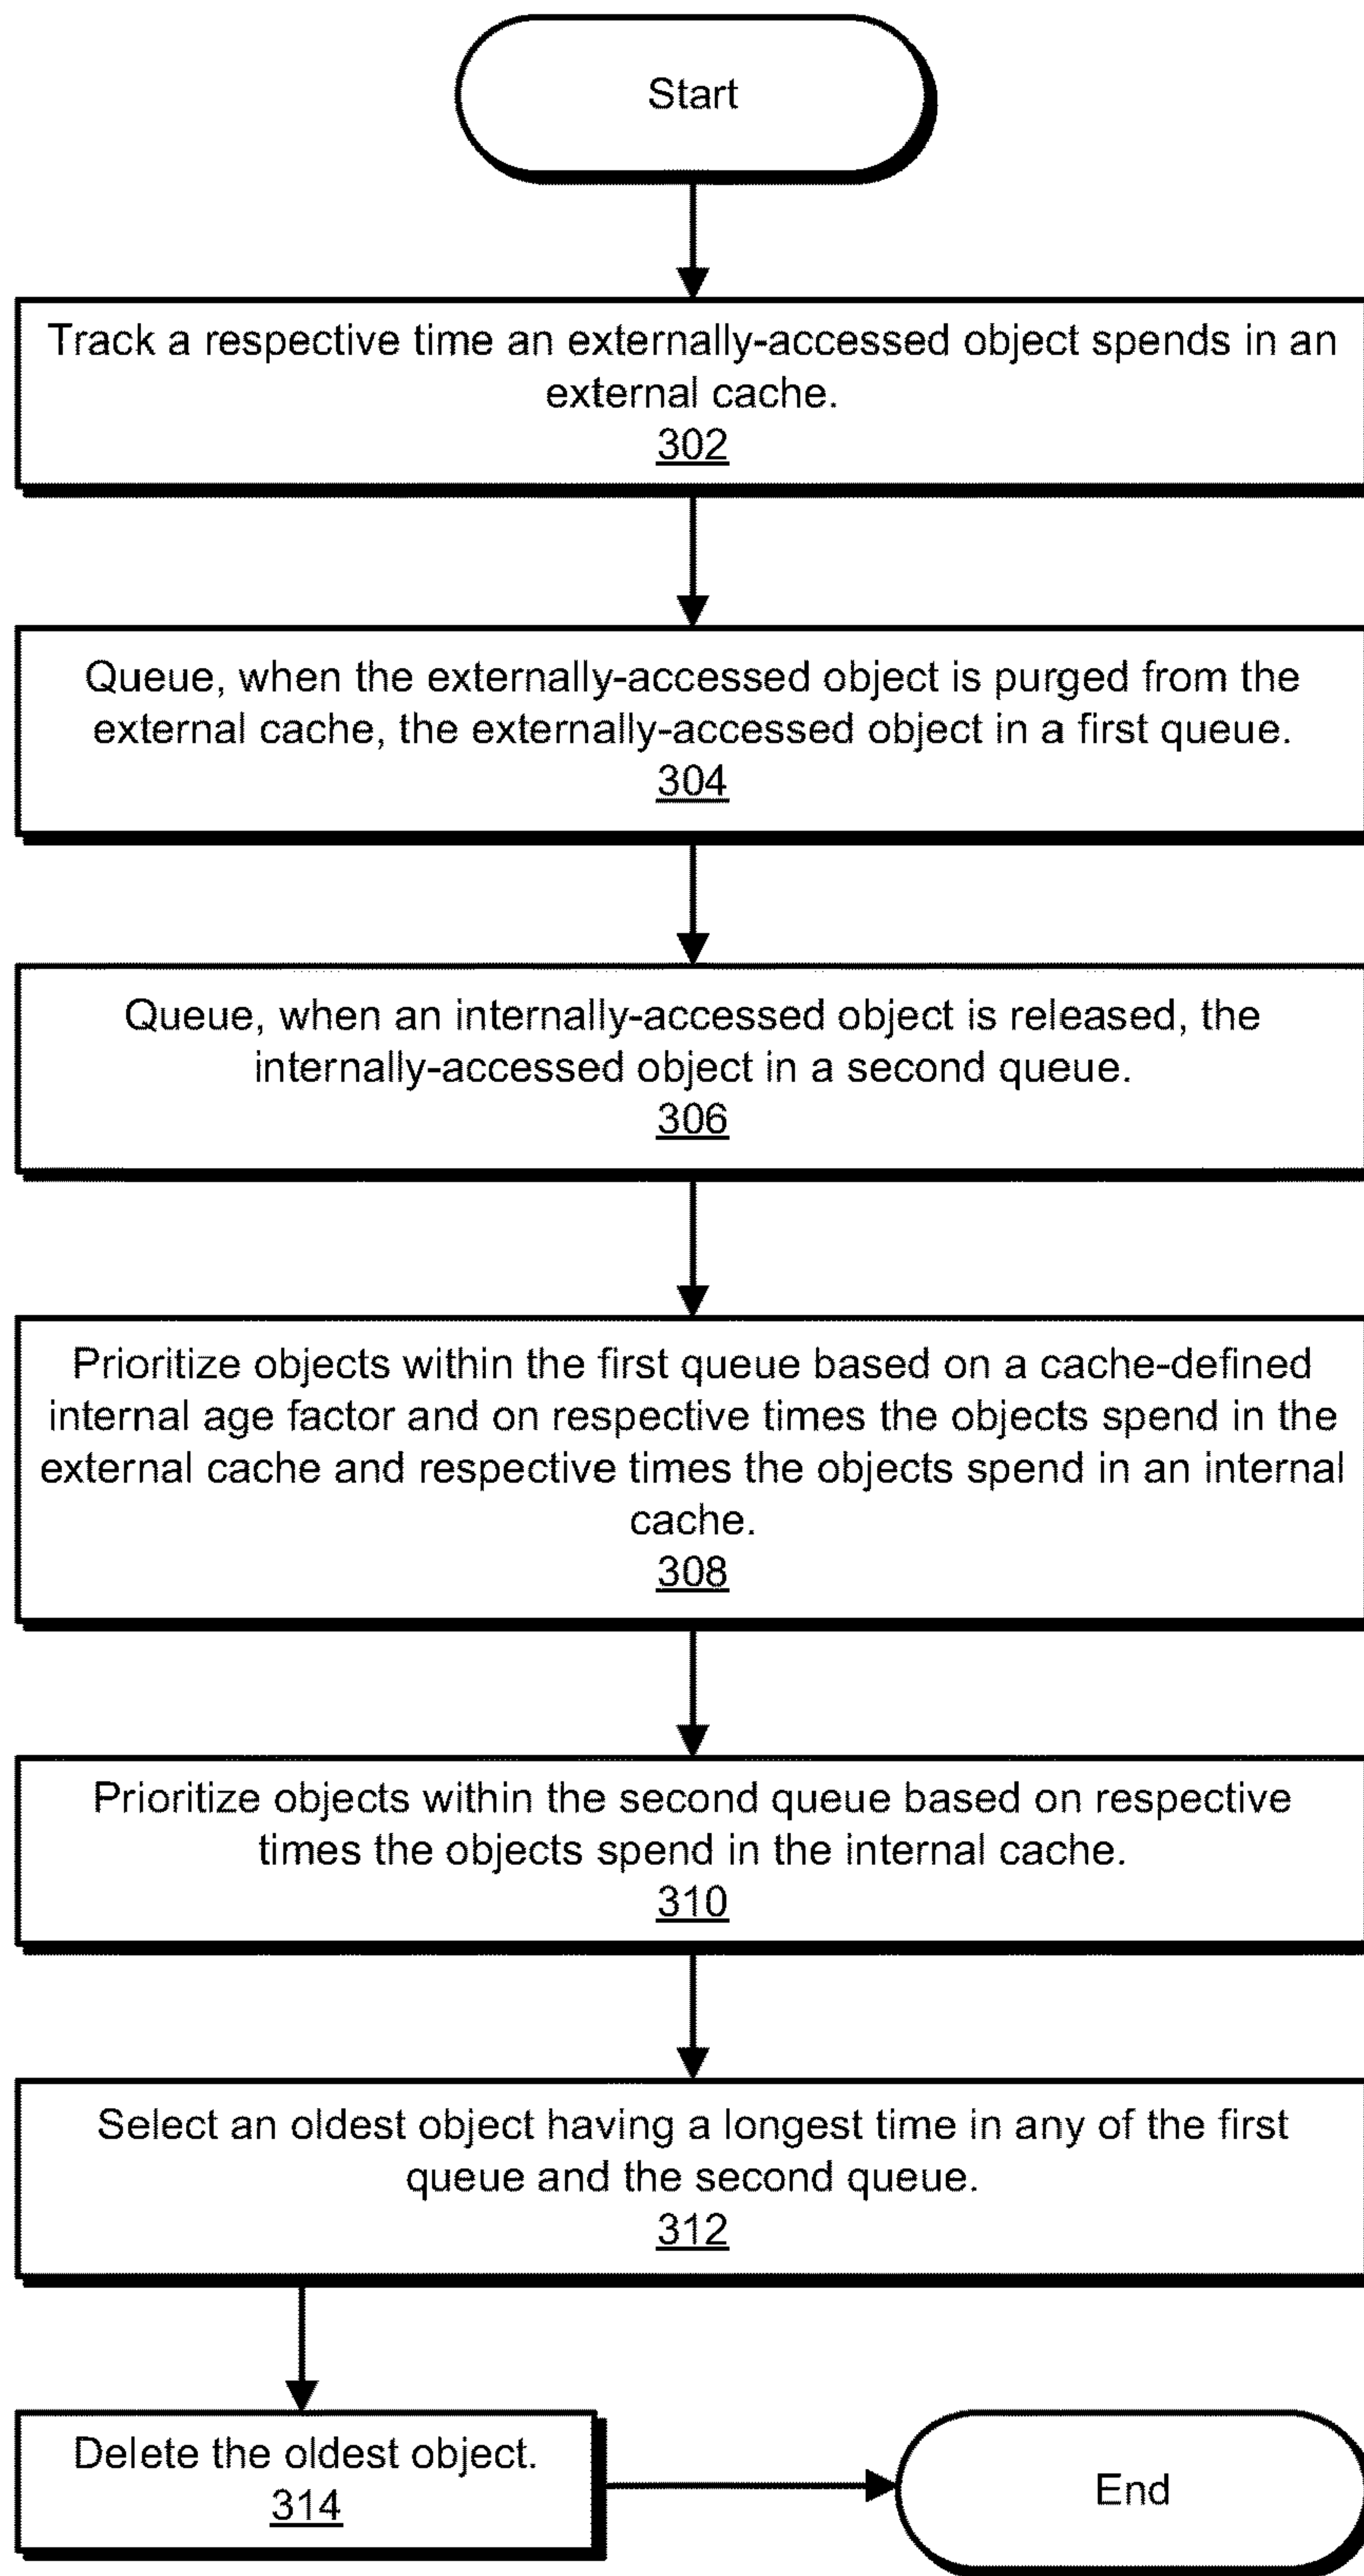 Start
Track a respective time an externally-accessed object spends in an
external cache.
302
Queue, when the externally-accessed object is purged from the
external cache, the externally-accessed object in a first queue.
304
Queue, when an internally-accessed object is released, the
internally-accessed object in a second queue.
306
Prioritize objects within the first queue based on a cache-defined
internal age factor and on respective times the objects spend in the
external cache and respective times the objects spend in an internal
cache.
308
Prioritize objects within the second queue based on respective
times the objects spend in the internal cache.
310
Select an oldest object having a longest time in any of the first
queue and the second queue.
312
Delete the oldest object.
314
End